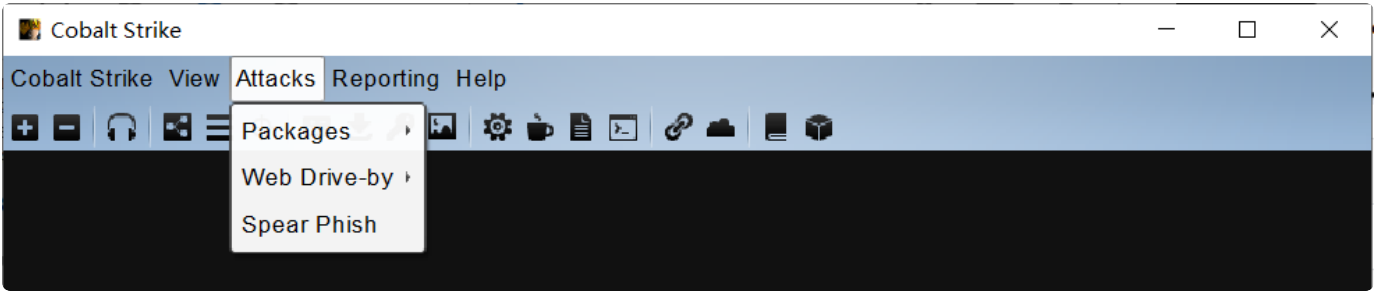 Cobalt Strike
Cobalt Strike View Attacks Reporting Help
Packages
Web Drive-by
Spear Phish